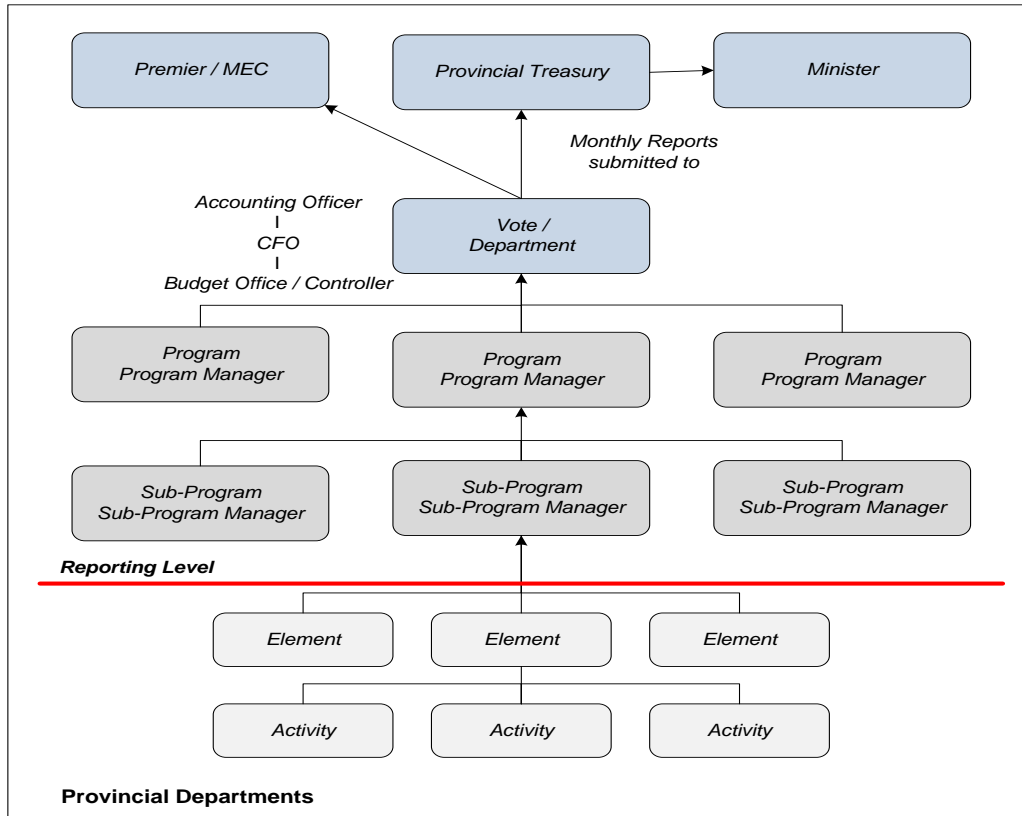 Premier / MEC
Provincial Treasury
Minister
Monthly Reports
submitted to
Accounting Officer
I
CFO
I
Budget Office / Controller
Vote /
Department
Program
Program Manager
Program
Program Manager
Program
Program Manager
Sub-Program
Sub-Program Manager
Sub-Program
Sub-Program Manager
Sub-Program
Sub-Program Manager
Reporting Level
Element
Element
Element
Activity
Activity
Activity
Provincial Departments